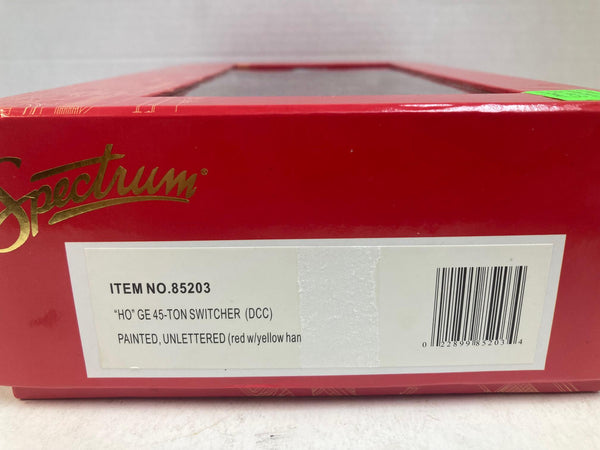 Spectrum®
ITEM NO.85203
"HO" GE 45-TON SWITCHER (DCC)
PAINTED, UNLETTERED (red w/yellow han
0 22899 85203 4